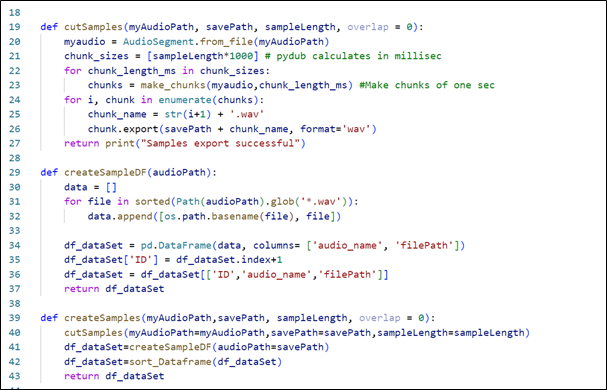 18
19 def cutSamples(myAudioPath, savePath, sampleLength, overlap = 0):
20     myaudio = AudioSegment.from_file(myAudioPath)
21     chunk_sizes = [sampleLength*1000] # pydub calculates in millisec
22     for chunk_length_ms in chunk_sizes:
23         chunks = make_chunks(myaudio,chunk_length_ms) #Make chunks of one sec
24     for i, chunk in enumerate(chunks):
25         chunk_name = str(i+1) + '.wav'
26         chunk.export(savePath + chunk_name, format='wav')
27     return print("Samples export successful")
28
29 def createSampleDF(audioPath):
30     data = []
31     for file in sorted(Path(audioPath).glob('*.wav')):
32         data.append([os.path.basename(file), file])
33
34     df_dataSet = pd.DataFrame(data, columns= ['audio_name', 'filePath'])
35     df_dataSet['ID'] = df_dataSet.index+1
36     df_dataSet = df_dataSet[['ID','audio_name','filePath']]
37     return df_dataSet
38
39 def createSamples(myAudioPath,savePath, sampleLength, overlap = 0):
40     cutSamples(myAudioPath=myAudioPath,savePath=savePath,sampleLength=sampleLength)
41     df_dataSet=createSampleDF(audioPath=savePath)
42     df_dataSet=sort_Dataframe(df_dataSet)
43     return df_dataSet